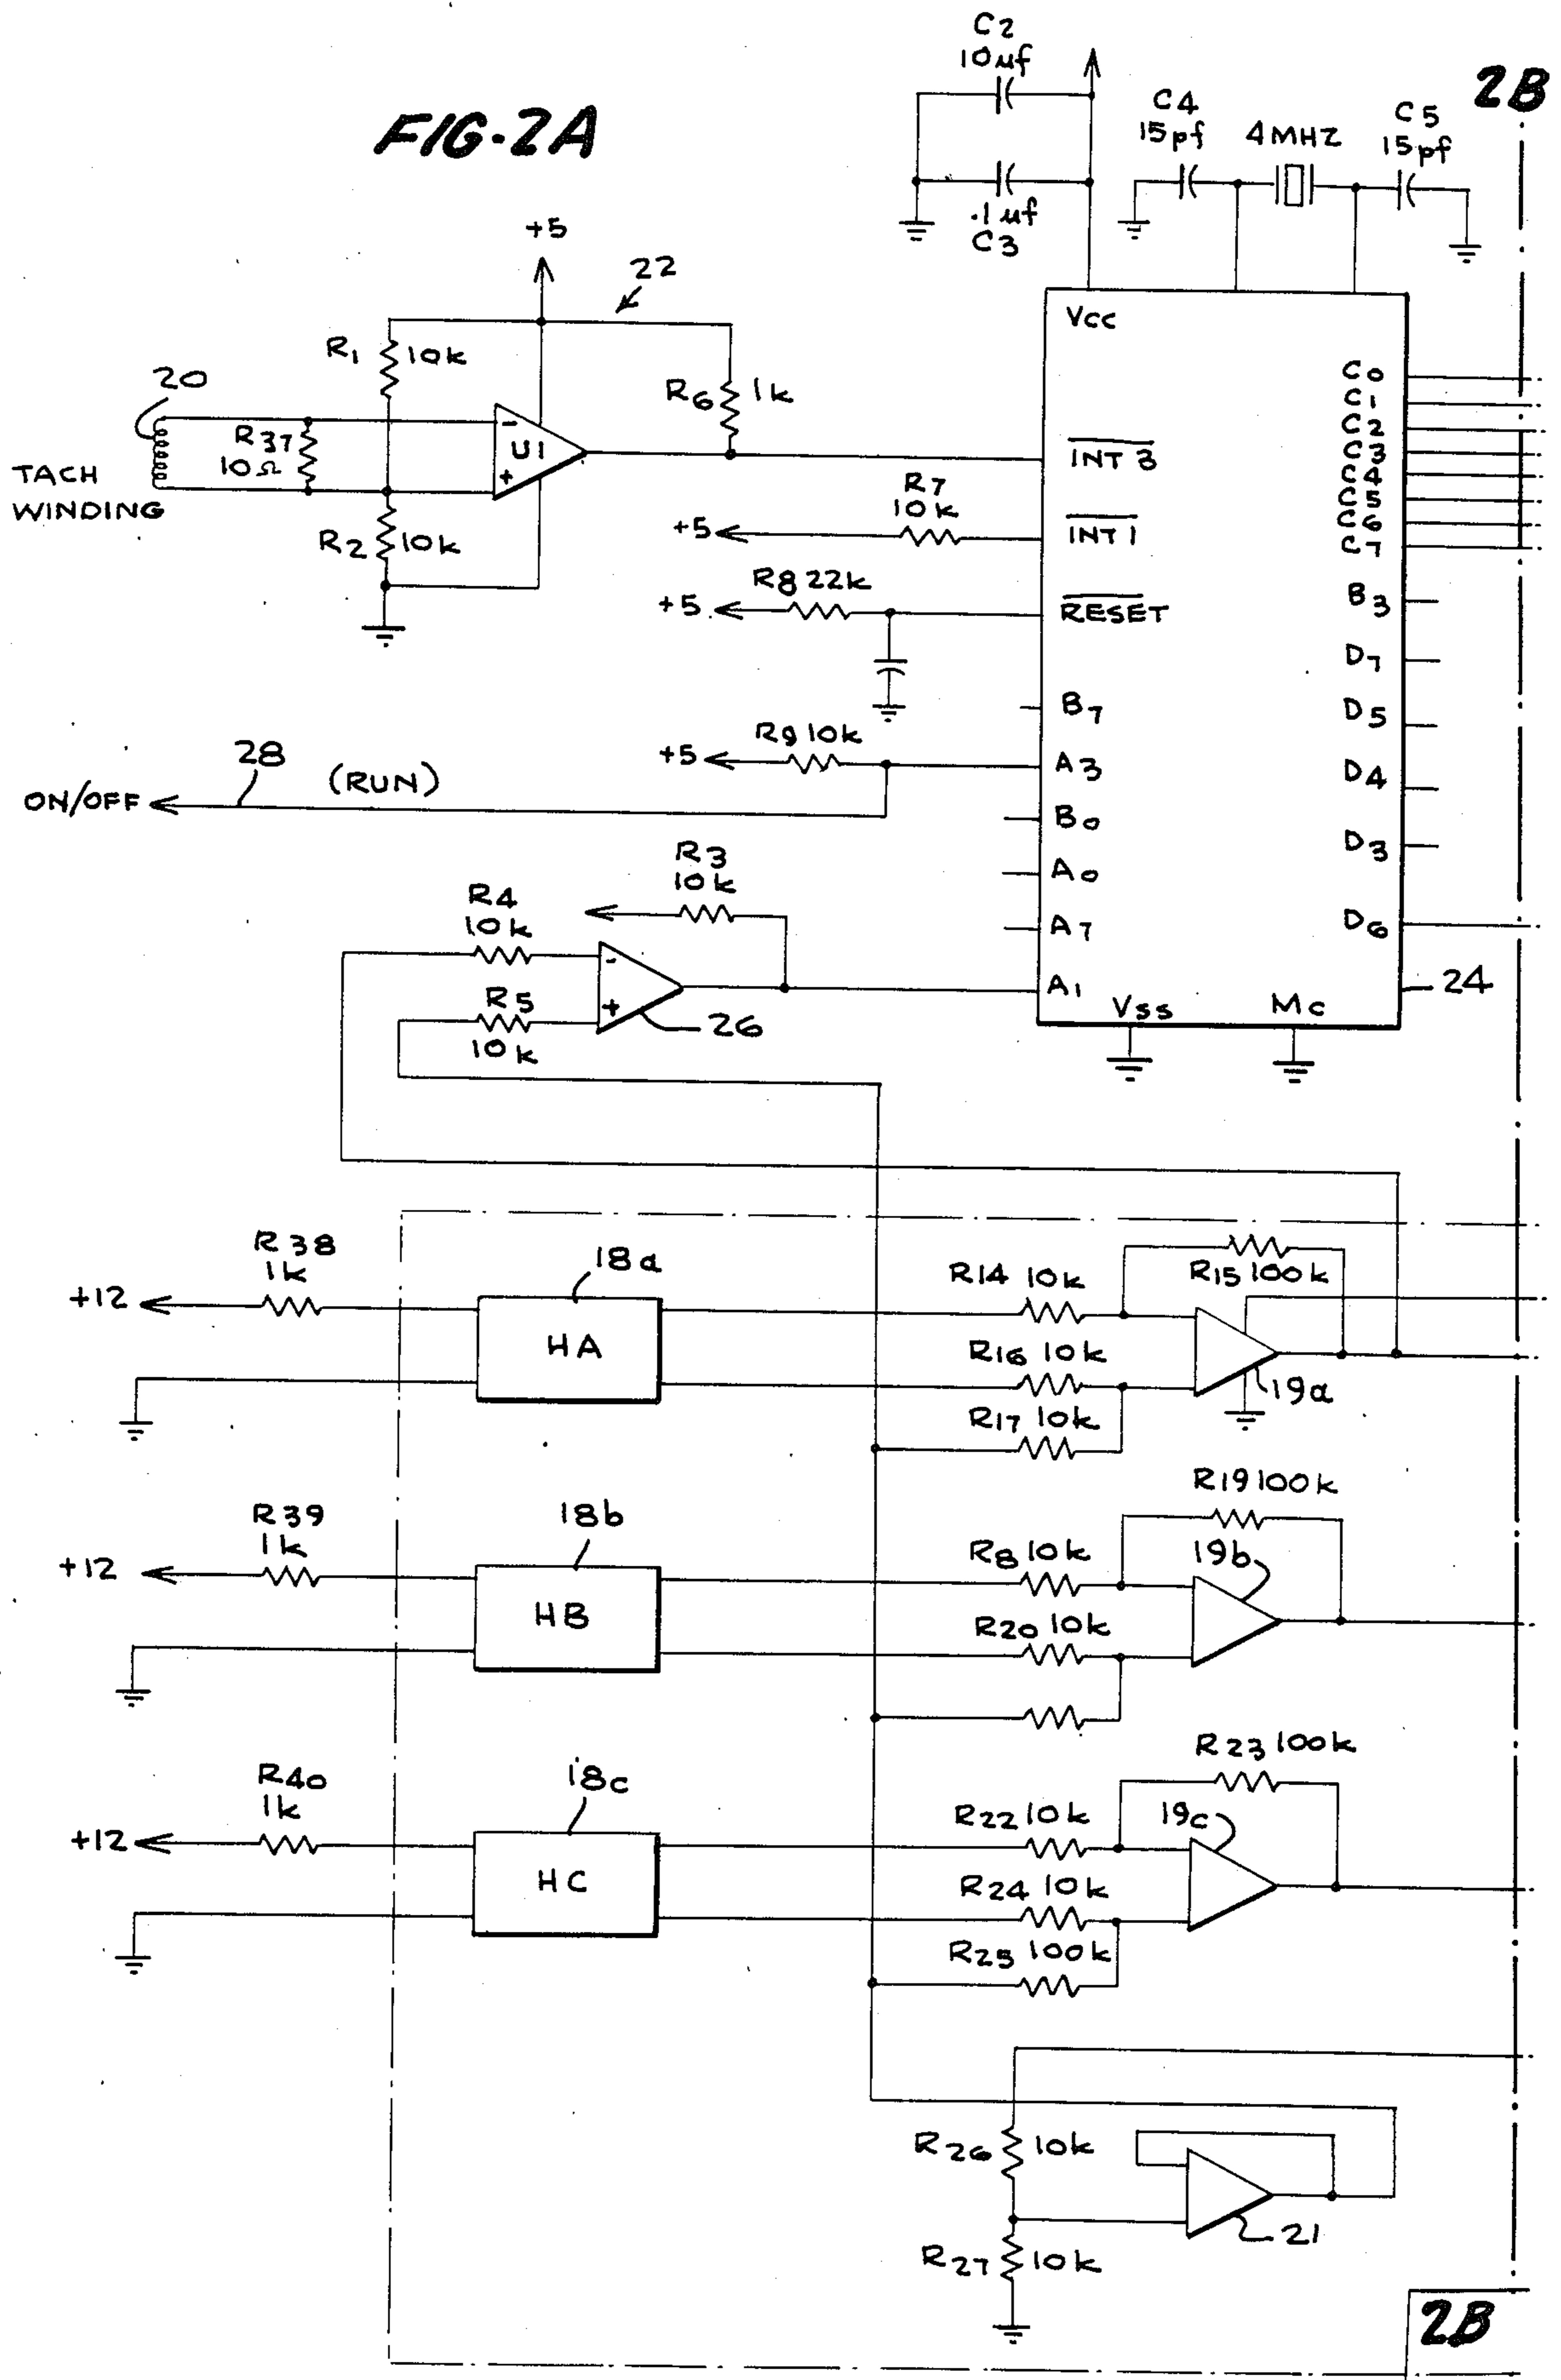 FIG-2A
2B
C2
10µf
.1µf
C3
C4
15pf
4MHZ
C5
15pf
+5
22
R1 10k
R6 1k
20
R37
10Ω
-
U1
+
TACH
WINDING
R2 10k
VCC
INT 3
R7
10k
+5
INT 1
R8 22k
+5
RESET
B7
R9 10k
+5
A3
28
(RUN)
ON/OFF
B0
A0
A7
A1
VSS
MC
C0
C1
C2
C3
C4
C5
C6
C7
B3
D7
D5
D4
D3
D6
24
R3
10k
R4
10k
-
R5
10k
+
26
R38
1k
+12
18a
HA
R14 10k
R15 100k
R16 10k
19a
R17 10k
R39
1k
+12
18b
HB
R19 100k
R8 10k
19b
R20 10k
R40
1k
+12
18c
HC
R23 100k
R22 10k
19c
R24 10k
R25 100k
R26 10k
21
R27 10k
2B